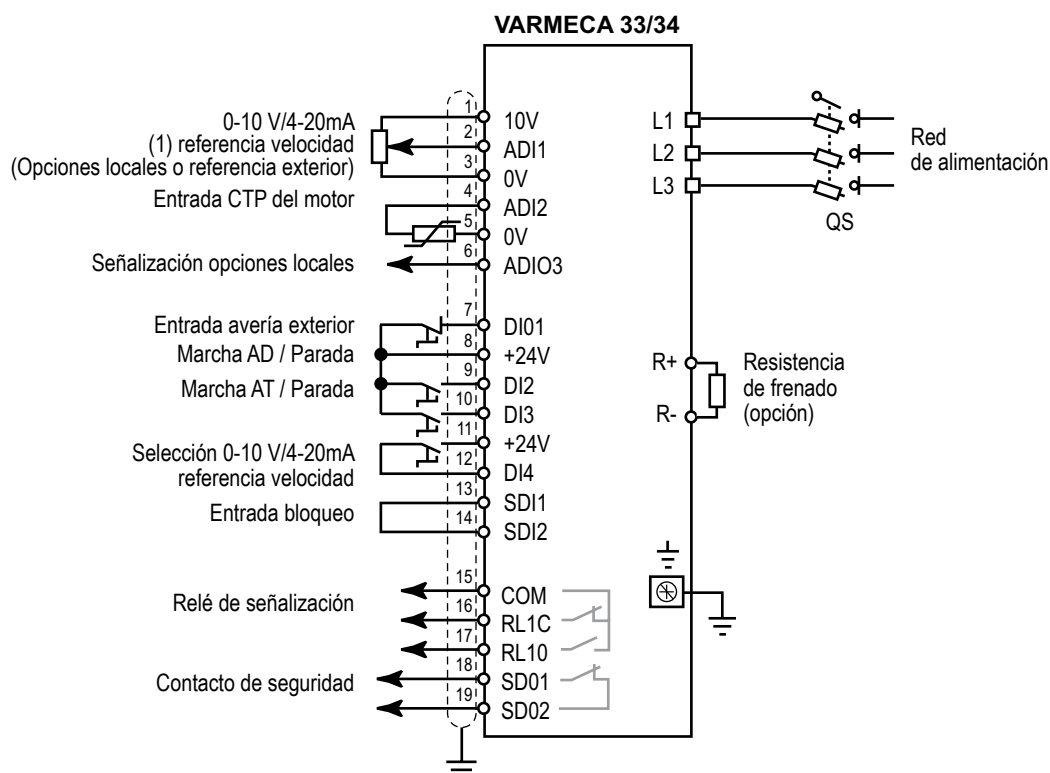 VARMECA 33/34
0-10 V/4-20mA
(1) referencia velocidad
(Opciones locales o referencia exterior)
Entrada CTP del motor
Señalización opciones locales
Entrada avería exterior
Marcha AD / Parada
Marcha AT / Parada
Selección 0-10 V/4-20mA
referencia velocidad
Entrada bloqueo
Relé de señalización
Contacto de seguridad
1 10V
2 ADI1
3 0V
4 ADI2
5 0V
6 ADIO3
7 DI01
8 +24V
9 DI2
10 DI3
11 +24V
12 DI4
13 SDI1
14 SDI2
15 COM
16 RL1C
17 RL10
18 SD01
19 SD02
L1
L2
L3
QS
Red
de alimentación
R+
R-
Resistencia
de frenado
(opción)